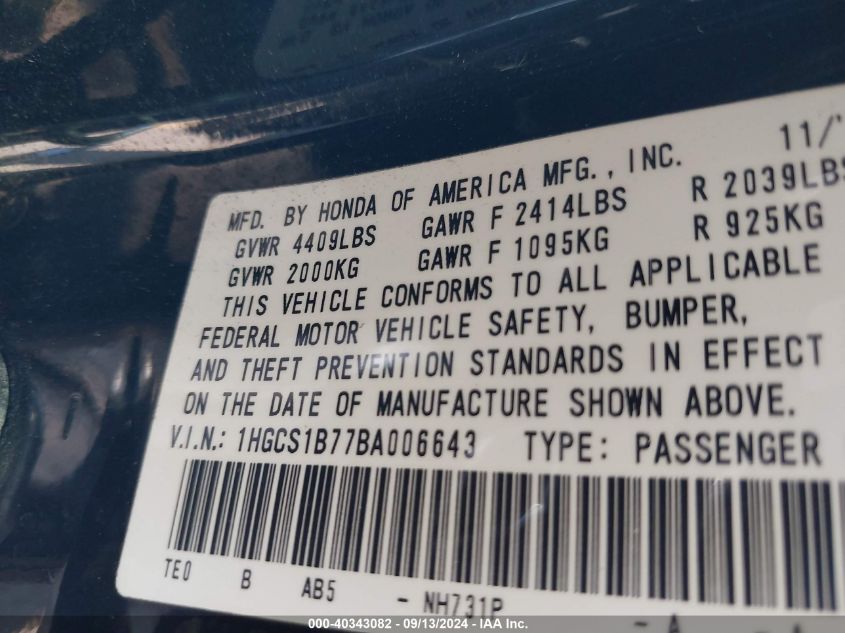 11/
MFD. BY HONDA OF AMERICA MFG., INC.
GVWR 4409LBS GAWR F 2414LBS R 2039LBS
GVWR 2000KG GAWR F 1095KG R 925KG
THIS VEHICLE CONFORMS TO ALL APPLICABLE
FEDERAL MOTOR VEHICLE SAFETY, BUMPER,
AND THEFT PREVENTION STANDARDS IN EFFECT
ON THE DATE OF MANUFACTURE SHOWN ABOVE.
V.I.N.: 1HGCS1B77BA006643 TYPE: PASSENGER
TE0 B AB5 - NH731P - A
40343082 - 09/13/2024 - IAA Inc.